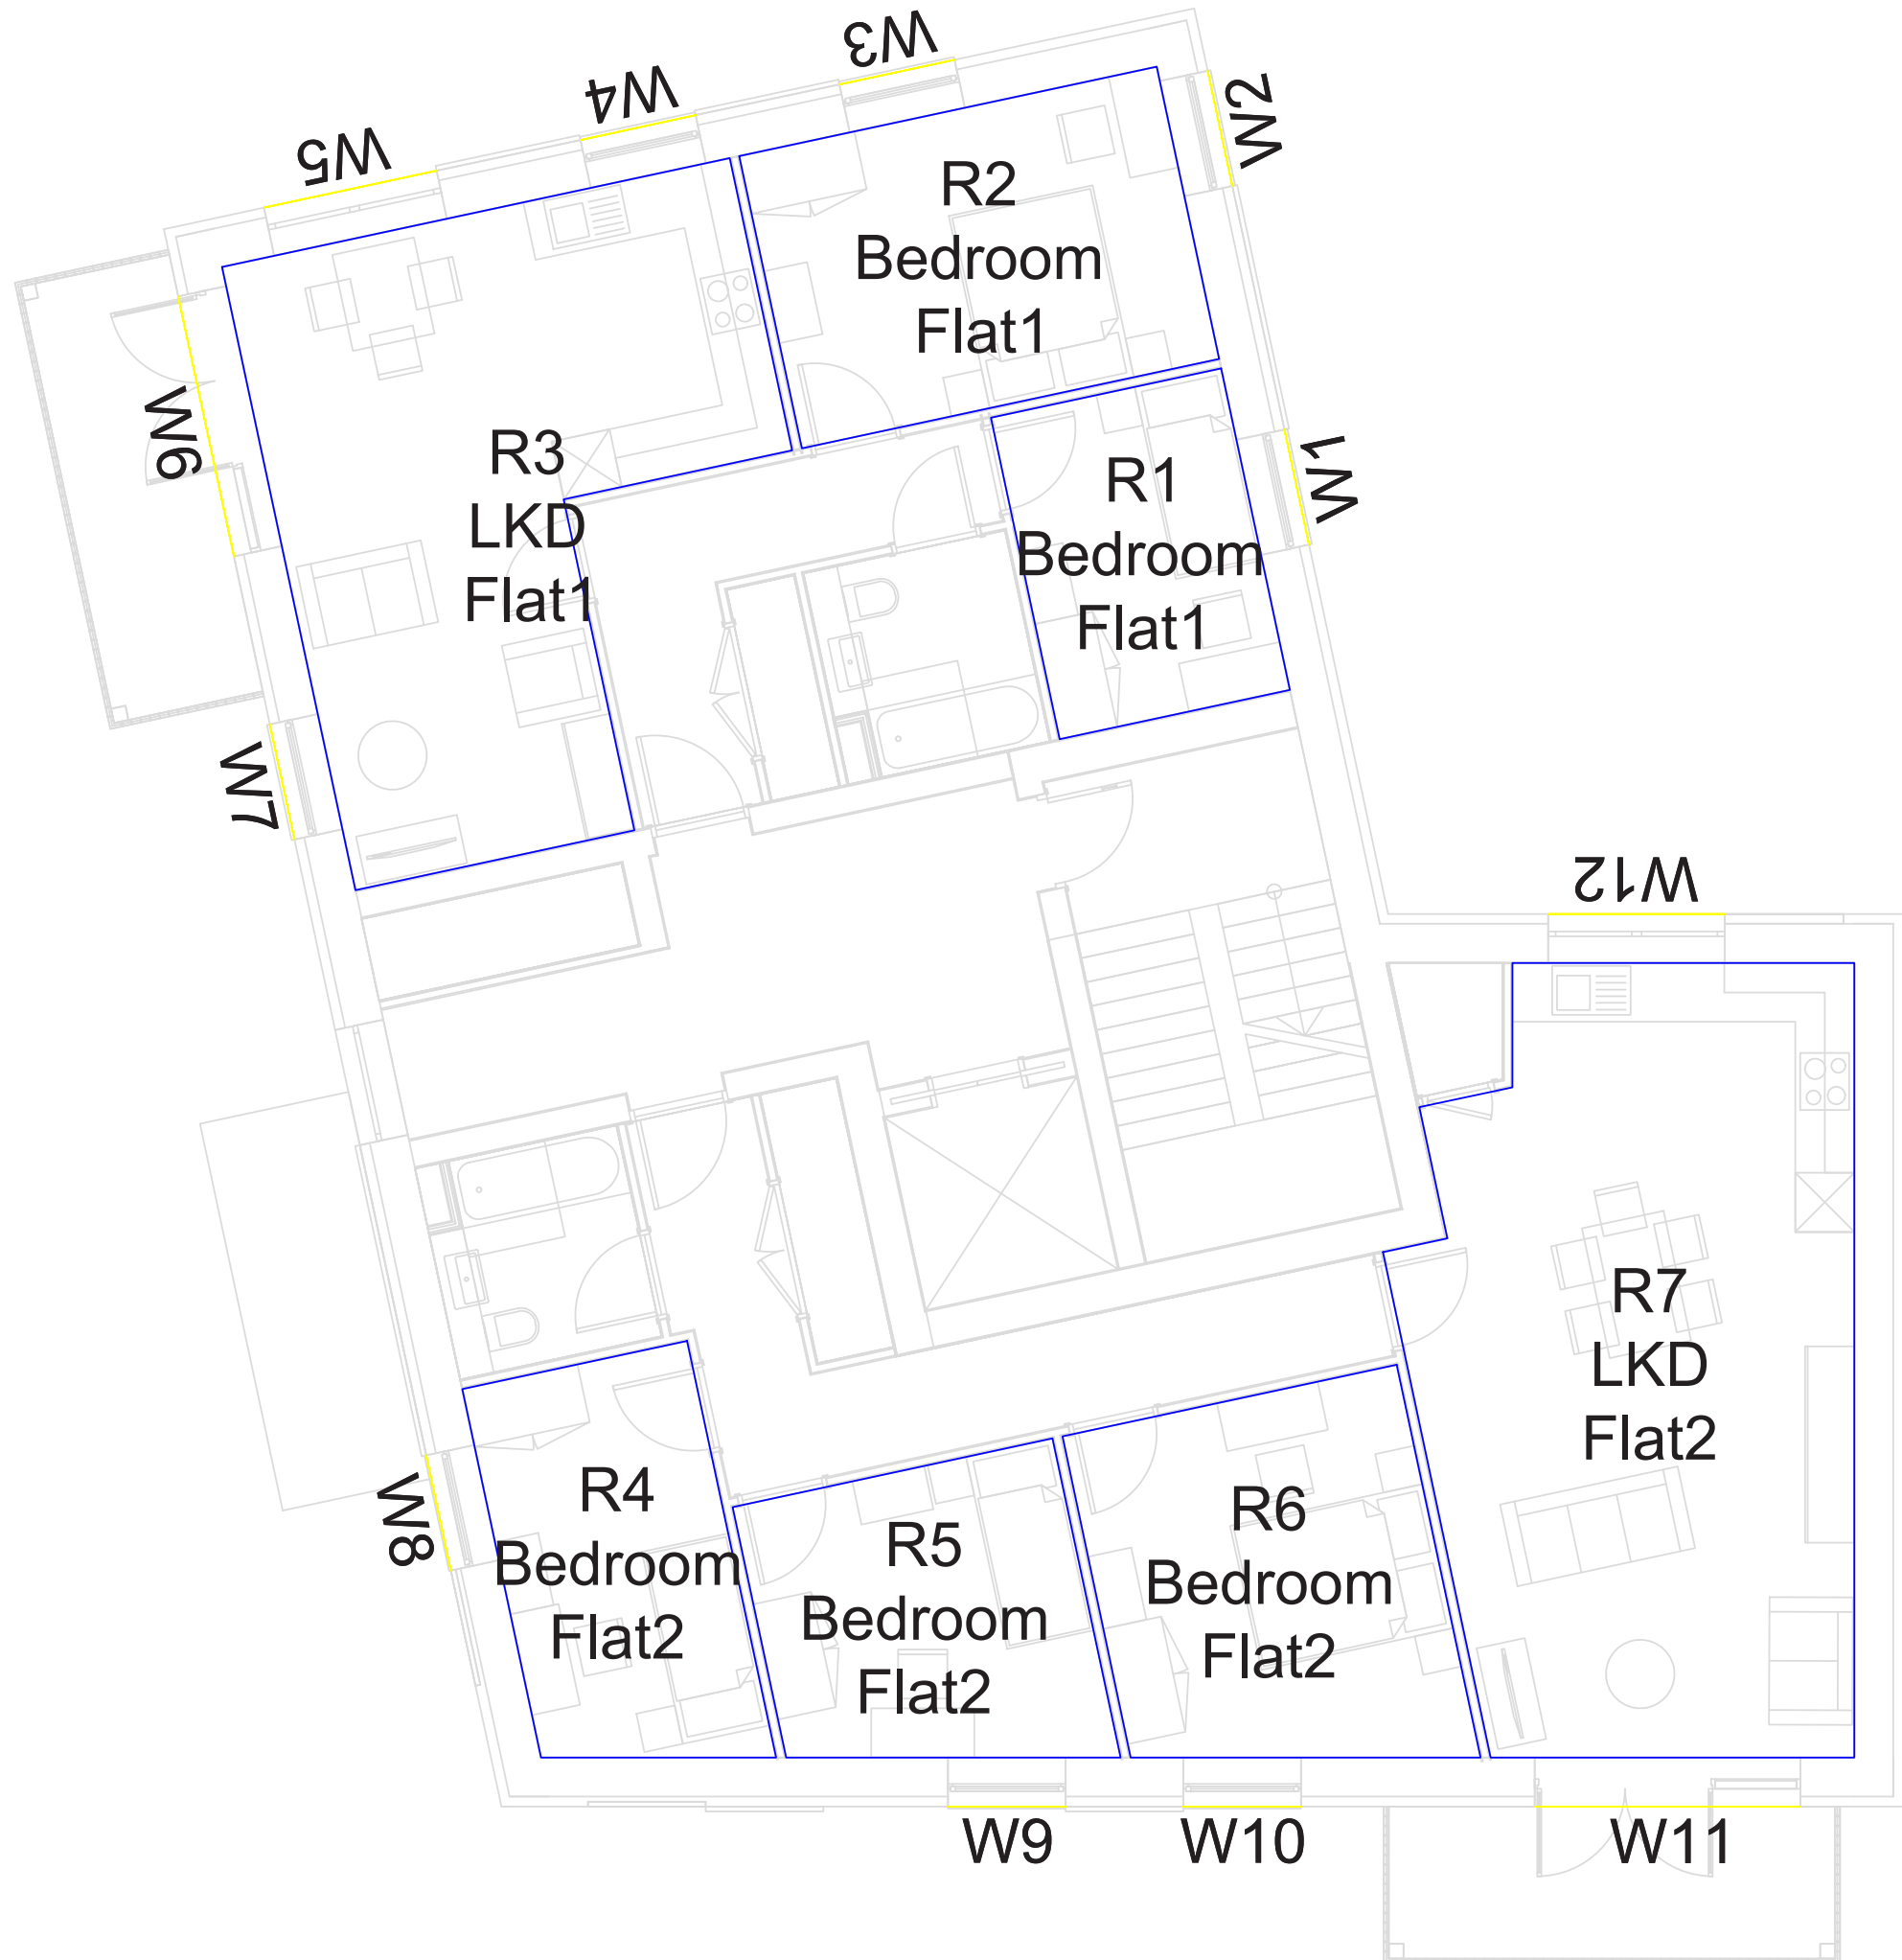 W3
W4
W2
W5
R2
Bedroom
Flat1
W6
R3
LKD
Flat1
R1
Bedroom
Flat1
W1
W7
W12
R7
LKD
Flat2
R4
Bedroom
Flat2
W8
R5
Bedroom
Flat2
R6
Bedroom
Flat2
W9
W10
W11